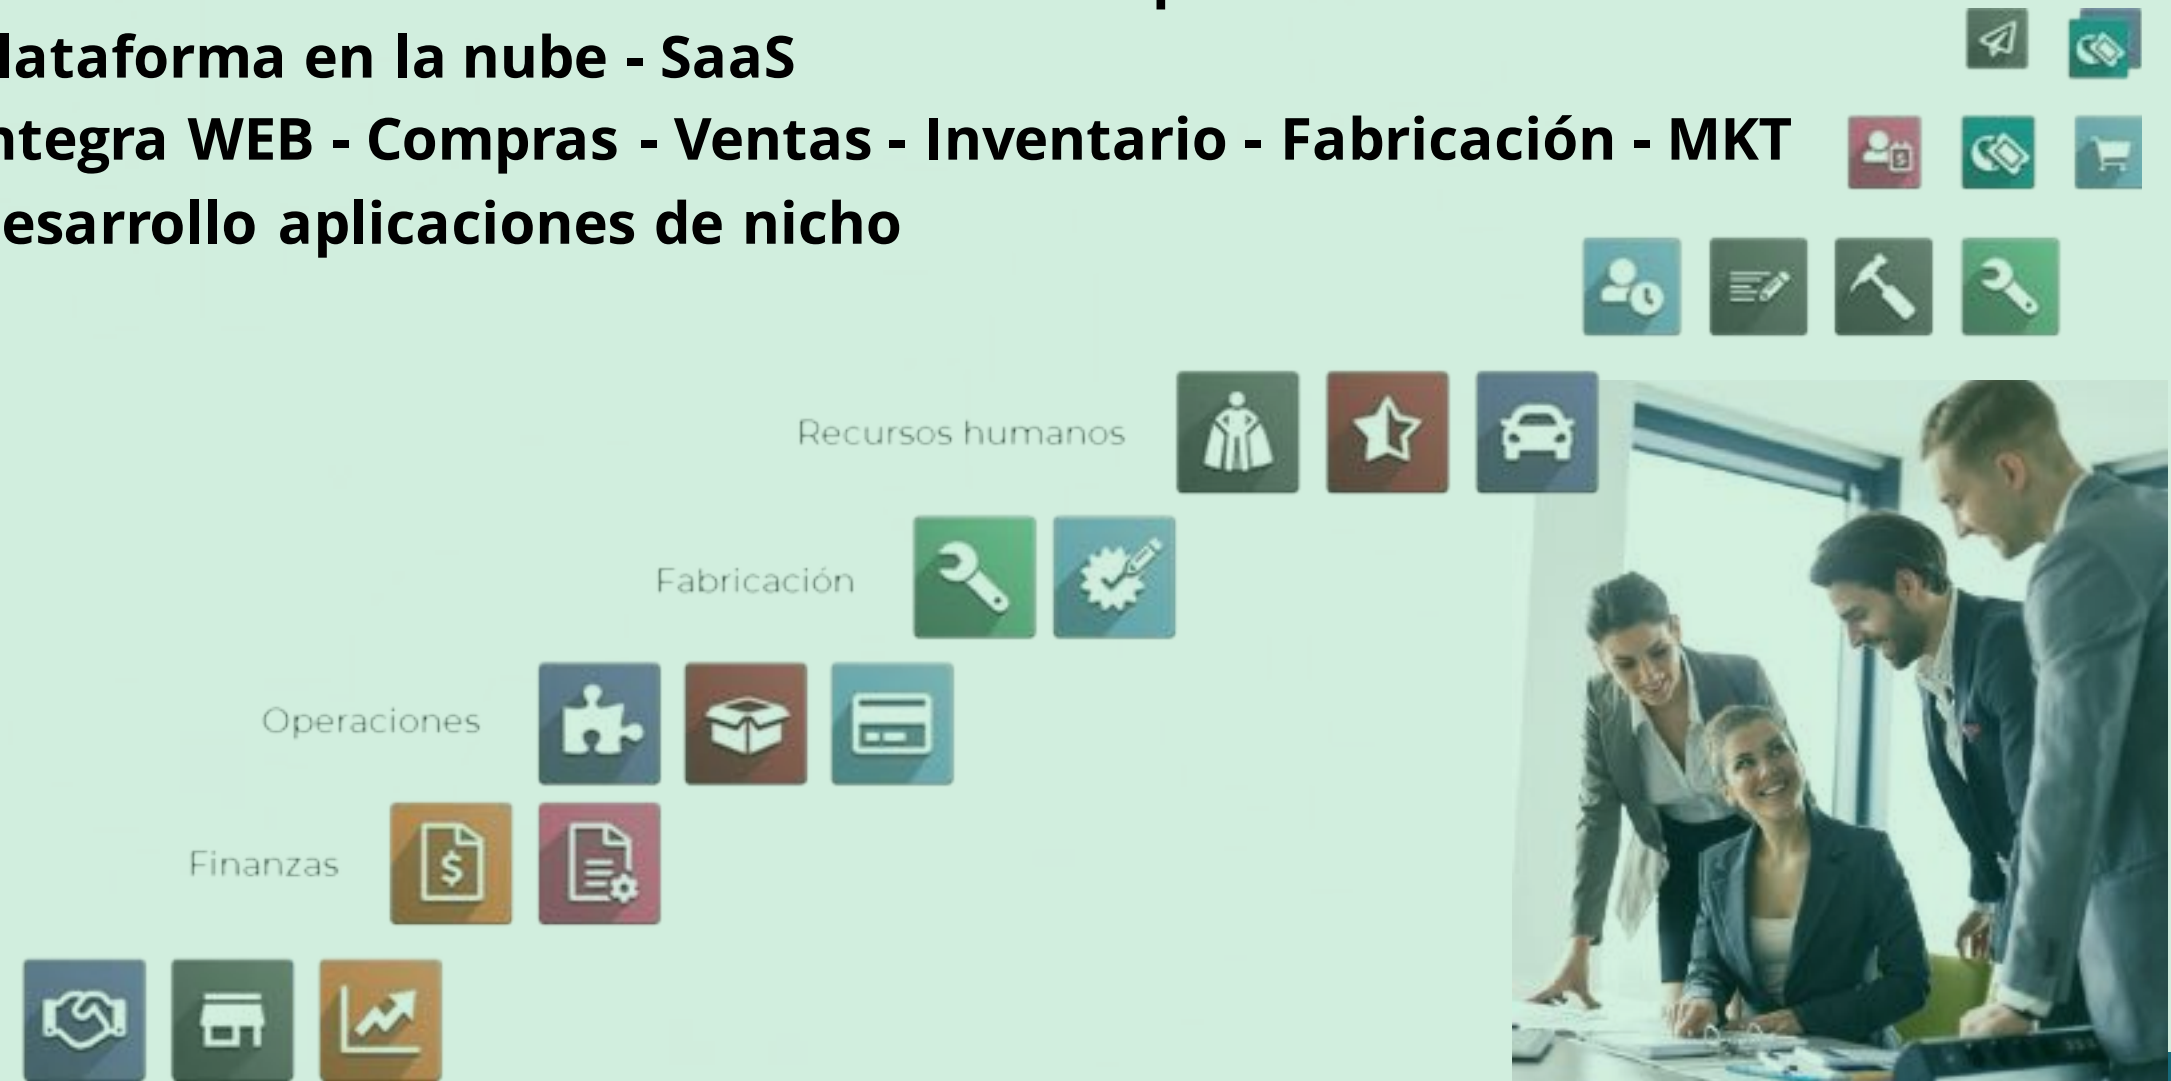 lataforma en la nube - SaaS
ntegra WEB - Compras - Ventas - Inventario - Fabricación - MKT
esarrollo aplicaciones de nicho
Recursos humanos
Fabricación
Operaciones
Finanzas